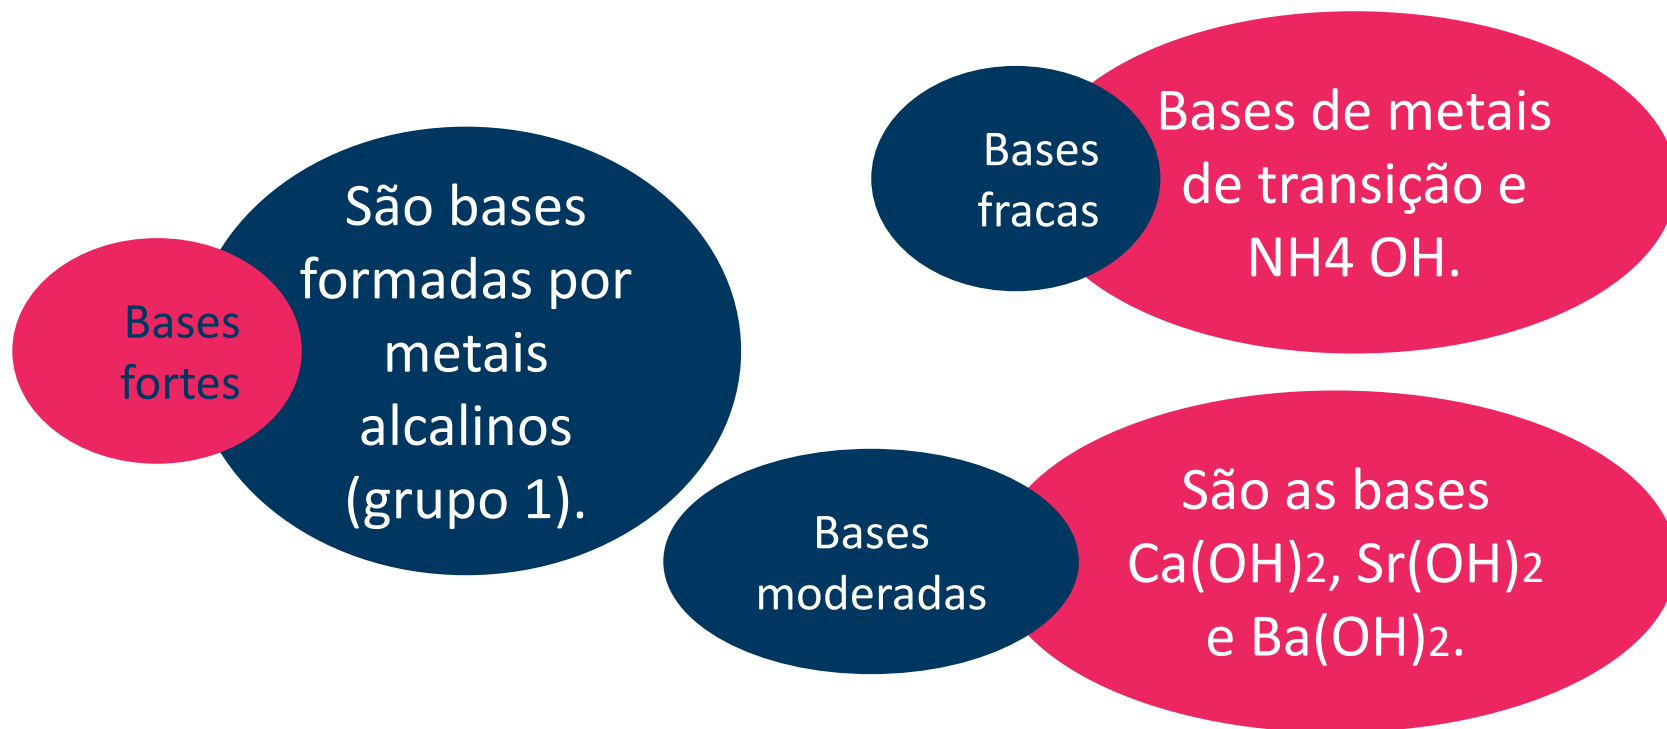 Bases
fortes
São bases
formadas por
metais
alcalinos
(grupo 1).
Bases
fracas
Bases de metais
de transição e
NH4 OH.
Bases
moderadas
São as bases
Ca(OH)2, Sr(OH)2
e Ba(OH)2.